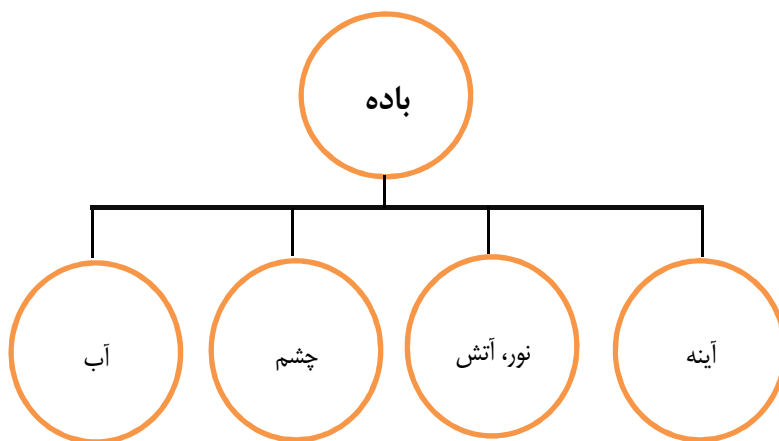 باده
آینه
نور، آتش
چشم
آب